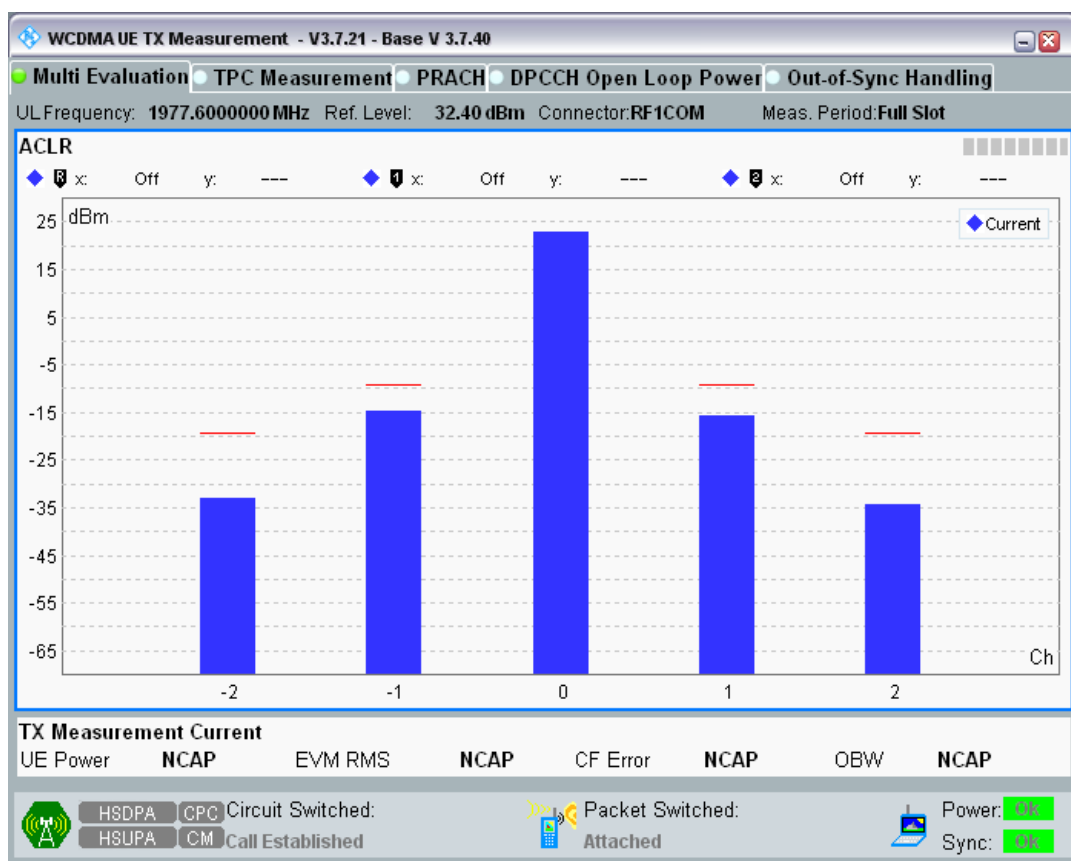 WCDMA UE TX Measurement - V3.7.21 - Base V 3.7.40
Multi Evaluation TPC Measurement PRACH DPCCH Open Loop Power Out-of-Sync Handling
UL Frequency: 1977.6000000 MHz Ref. Level: 32.40 dBm Connector:RF1COM Meas. Period:Full Slot
ACLR
R x: Off y: --- 1 x: Off y: --- 2 x: Off y: ---
dBm
Current
25
15
5
-5
-15
-25
-35
-45
-55
-65
Ch
-2 -1 0 1 2
TX Measurement Current
UE Power NCAP EVM RMS NCAP CF Error NCAP OBW NCAP
HSDPA CPC Circuit Switched: Packet Switched: Power: OK
HSUPA CM Call Established Attached Sync: OK